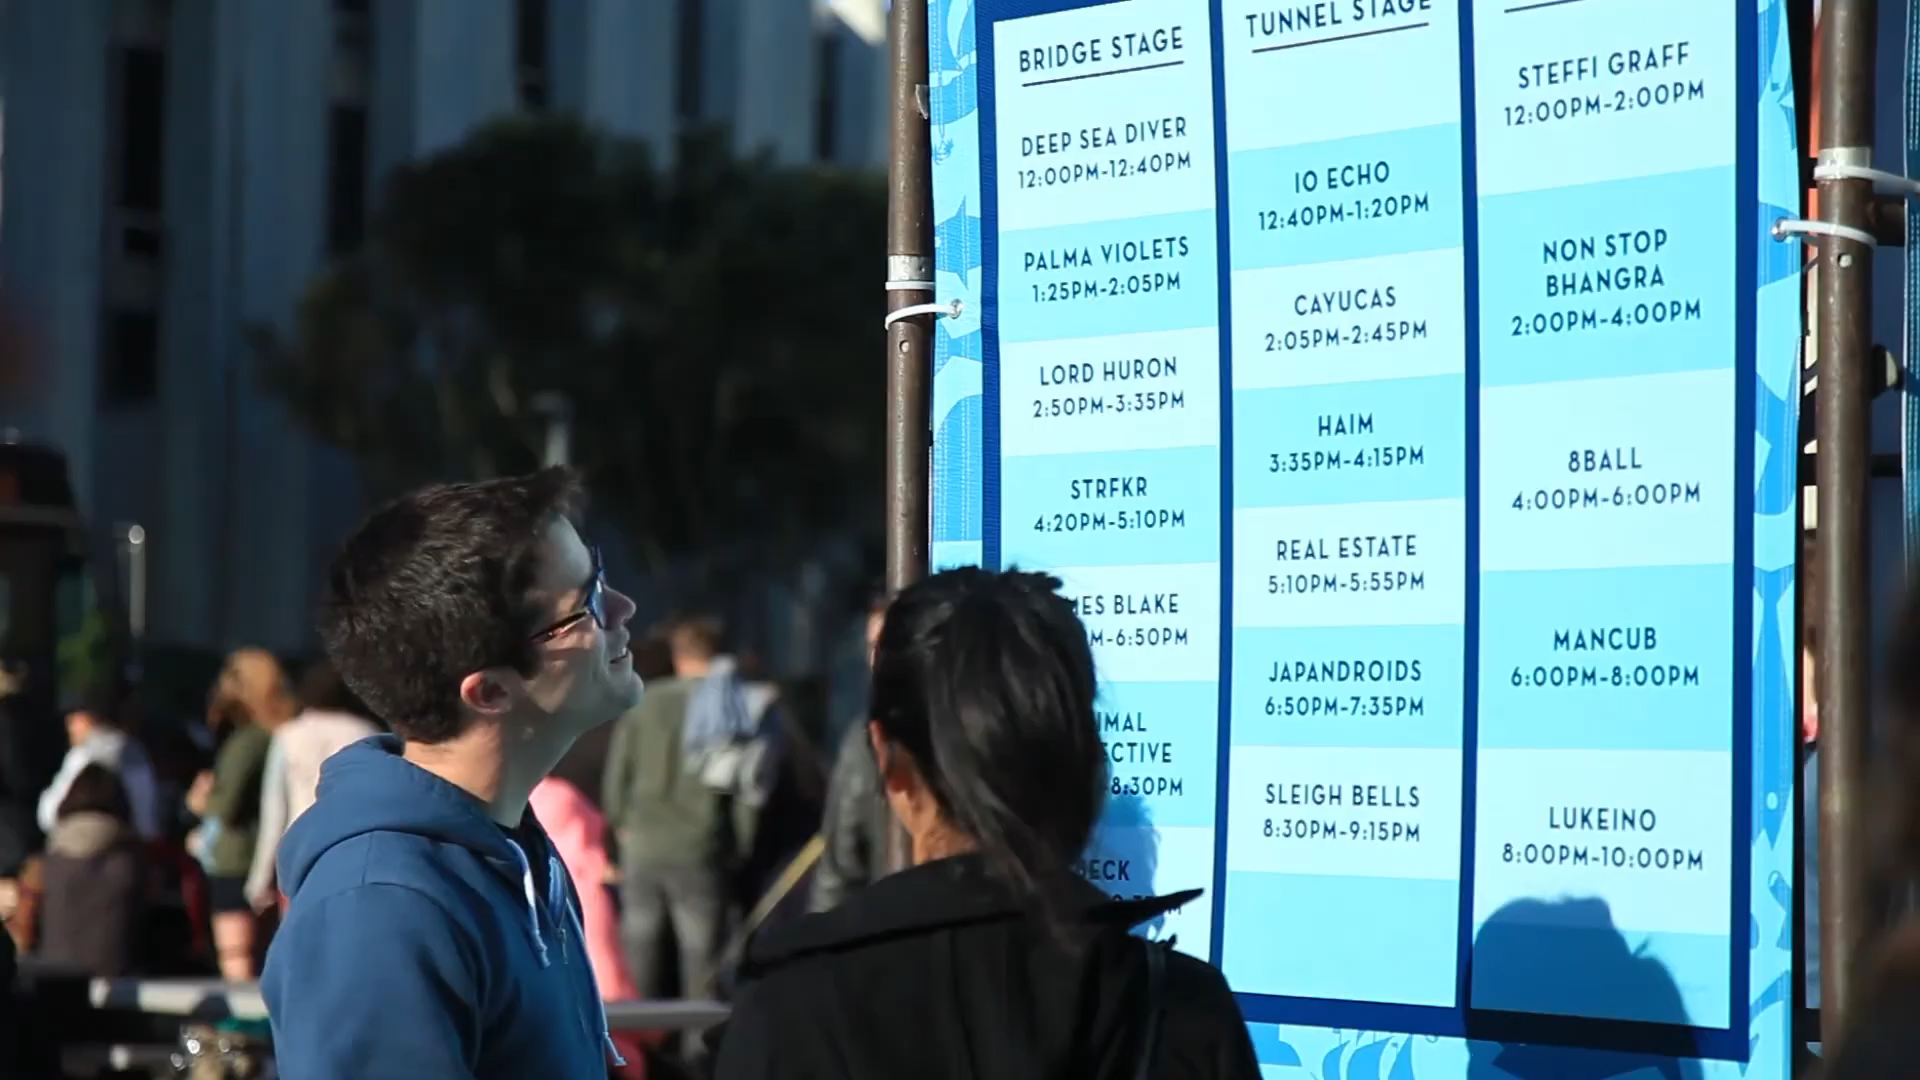 BRIDGE STAGE
DEEP SEA DIVER
12:00PM-12:40PM
PALMA VIOLETS
1:25PM-2:05PM
LORD HURON
2:50PM-3:35PM
STRFKR
4:20PM-5:10PM
BLAKE
6:50PM
8:30PM
TUNNEL STAGE
IO ECHO
12:40PM-1:20PM
CAYUCAS
2:05PM-2:45PM
HAIM
3:35PM-4:15PM
REAL ESTATE
5:10PM-5:55PM
JAPANDROIDS
6:50PM-7:35PM
SLEIGH BELLS
8:30PM-9:15PM
STEFFI GRAFF
12:00PM-2:00PM
NON STOP
BHANGRA
2:00PM-4:00PM
8BALL
4:00PM-6:00PM
MANCUB
6:00PM-8:00PM
LUKEINO
8:00PM-10:00PM